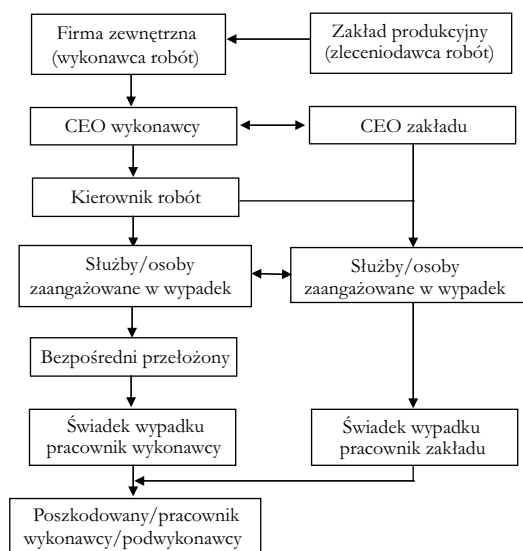 Firma zewnętrzna
(wykonawca robót)
Zakład produkcyjny
(zleceniodawca robót)
CEO wykonawcy
CEO zakładu
Kierownik robót
Służby/osoby
zaangażowane w wypadek
Służby/osoby
zaangażowane w wypadek
Bezpośredni przełożony
Świadek wypadku
pracownik wykonawcy
Świadek wypadku
pracownik zakładu
Poszkodowany/pracownik
wykonawcy/podwykonawcy